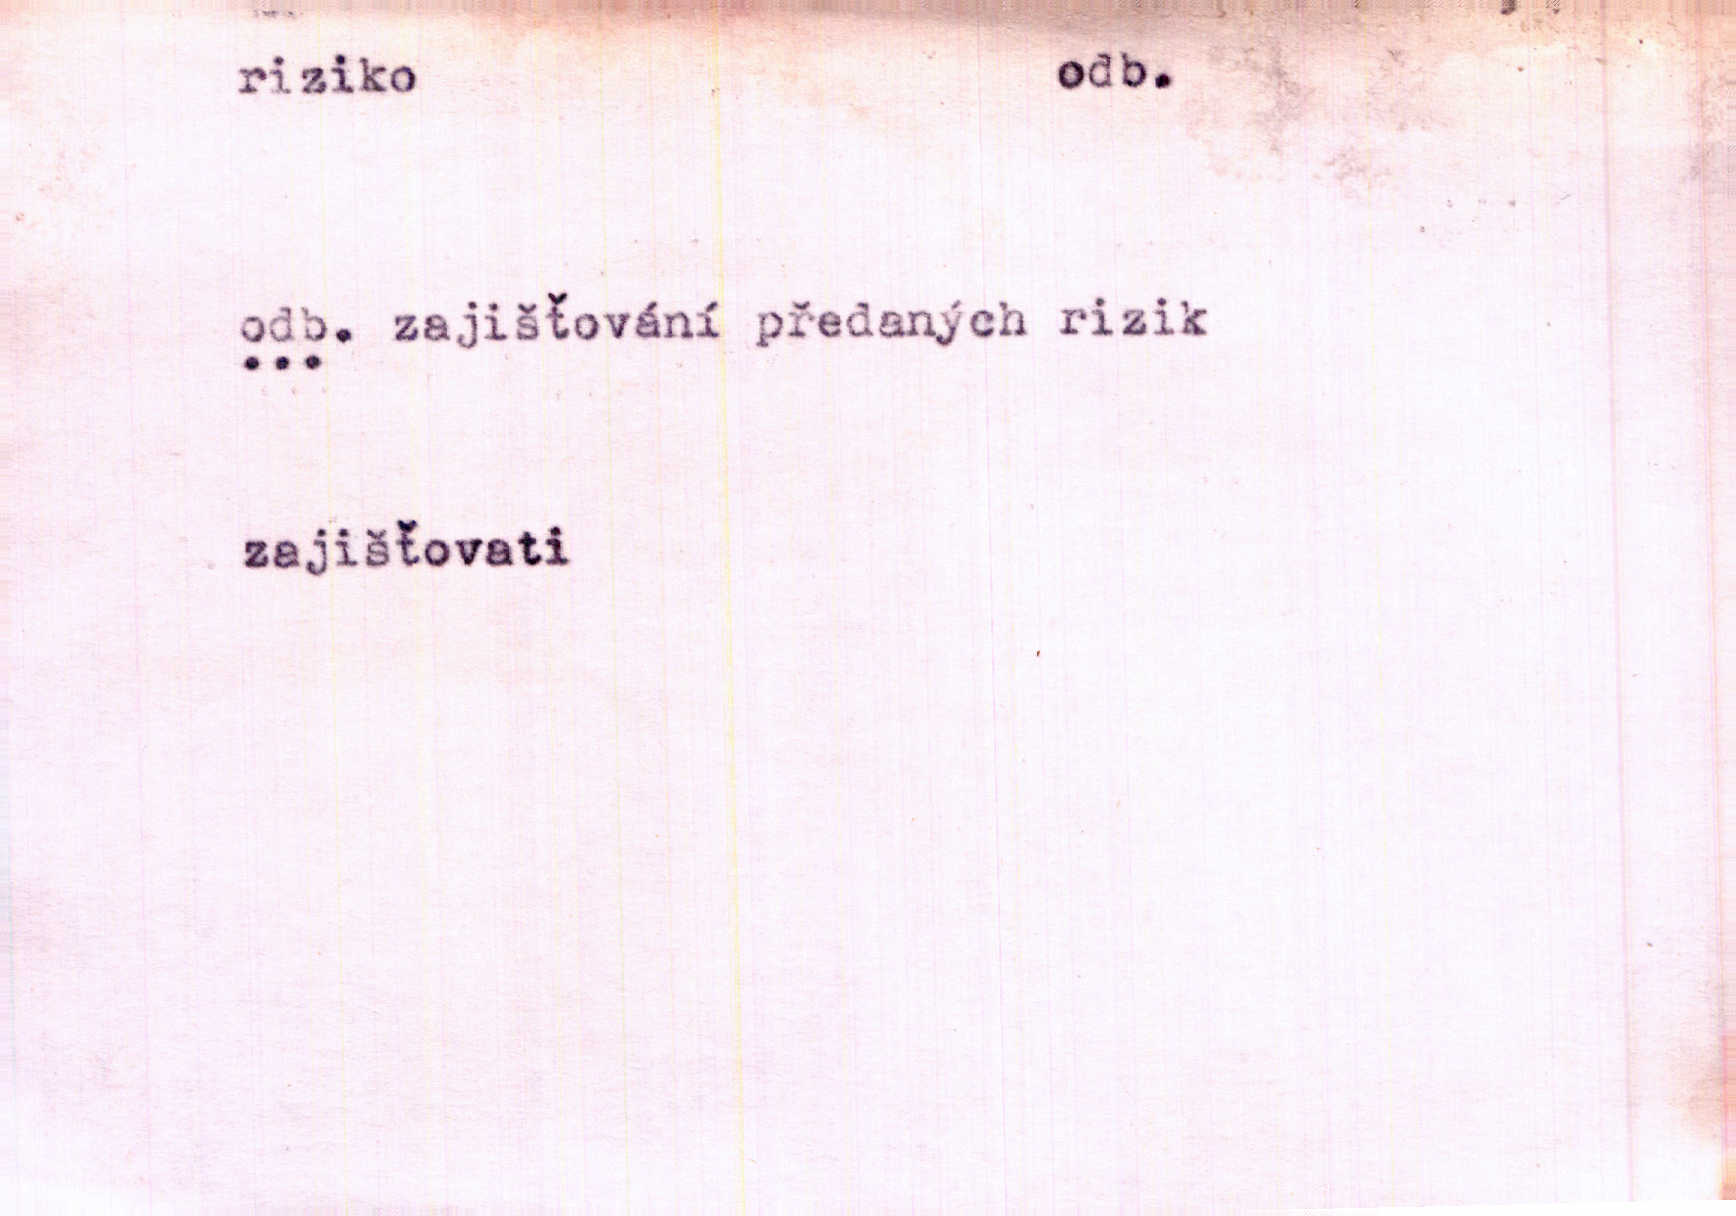 riziko odb.
odb. zajišťování předaných rizik
zajišťovati